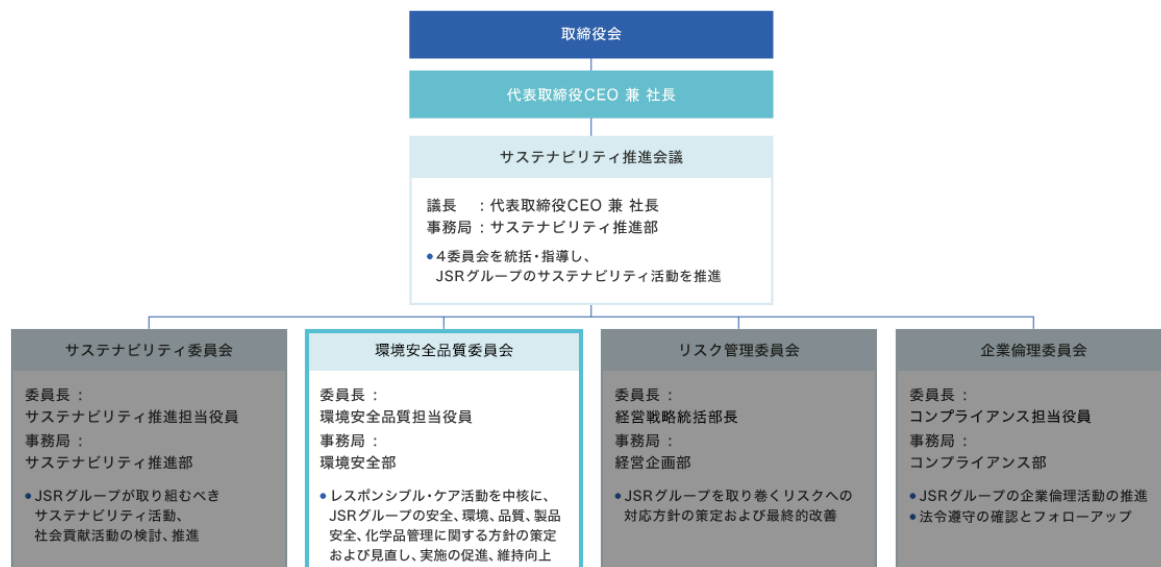 取締役会
代表取締役CEO 兼 社長
サステナビリティ推進会議
議長　：代表取締役CEO 兼 社長
事務局：サステナビリティ推進部
•4委員会を統括・指導し、
JSRグループのサステナビリティ活動を推進
サステナビリティ委員会
委員長：
サステナビリティ推進担当役員
事務局：
サステナビリティ推進部
•JSRグループが取り組むべき
サステナビリティ活動、
社会貢献活動の検討、推進
環境安全品質委員会
委員長：
環境安全品質担当役員
事務局：
環境安全部
•レスポンシブル・ケア活動を中核に、
JSRグループの安全、環境、品質、製品
安全、化学品管理に関する方針の策定
および見直し、実施の促進、維持向上
リスク管理委員会
委員長：
経営戦略統括部長
事務局：
経営企画部
•JSRグループを取り巻くリスクへの
対応方針の策定および最終的改善
企業倫理委員会
委員長：
コンプライアンス担当役員
事務局：
コンプライアンス部
•JSRグループの企業倫理活動の推進
•法令遵守の確認とフォローアップ